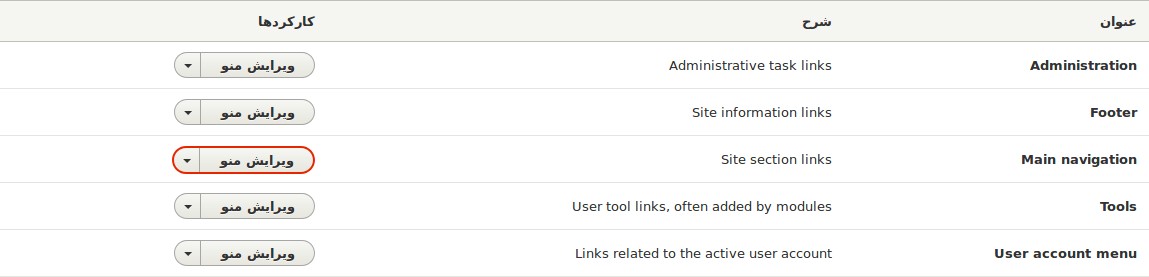 عنوان شرح کارکردها
Administration Administrative task links ویرایش منو
Footer Site information links ویرایش منو
Main navigation Site section links ویرایش منو
Tools User tool links, often added by modules ویرایش منو
User account menu Links related to the active user account ویرایش منو